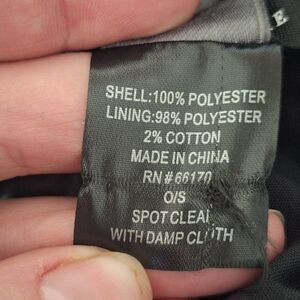 E
SHELL:100% POLYESTER
LINING:98% POLYESTER
2% COTTON
MADE IN CHINA
RN#66170
O/S
SPOT CLEAN
WITH DAMP CLOTH